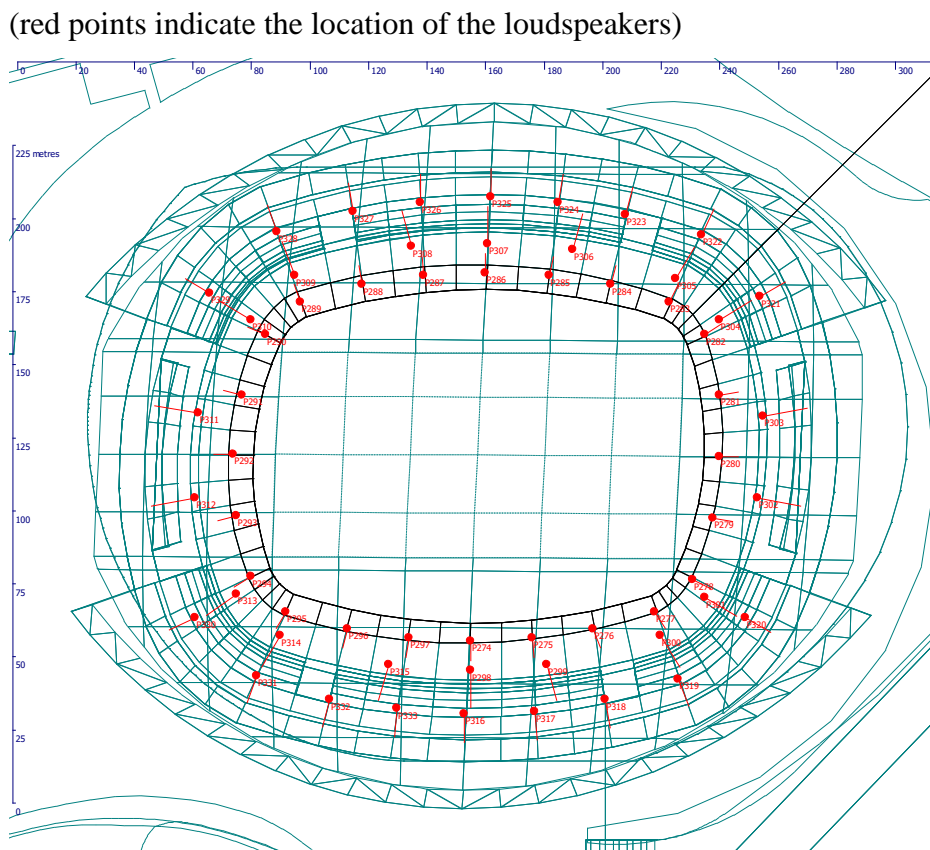 (red points indicate the location of the loudspeakers)
0 20 40 60 80 100 120 140 160 180 200 220 240 260 280 300
225 metres
200
175
150
125
100
75
50
25
0
P325
P326 P324
P327 P323
P328 P322
P307
P308 P306
P286
P309 P287 P285 P305
P288 P284
P329 P289 P283 P321
P310 P304
P290 P282
P291 P281
P311 P303
P292 P280
P312 P302
P293 P279
P294 P278
P313 P301
P330 P295 P277 P320
P314 P296 P276 P300
P297 P274 P275
P315 P298 P299
P331 P319
P332 P318
P333 P316 P317